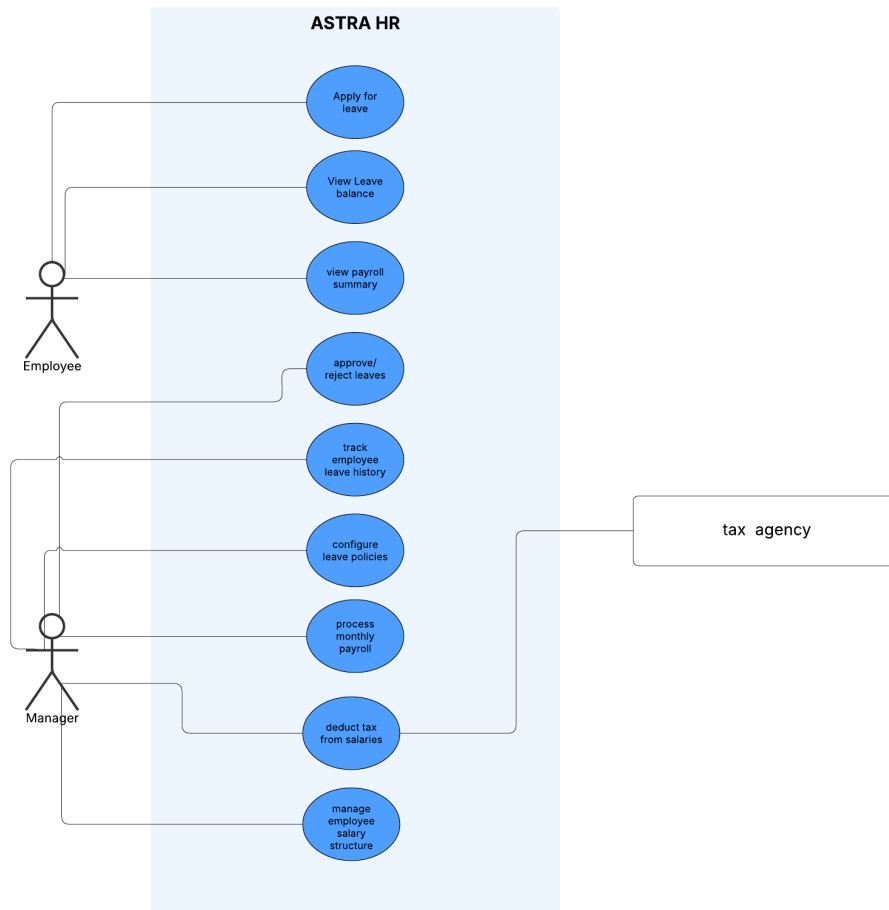 ASTRA HR
Apply for
leave
View Leave
balance
view payroll
summary
Employee
approve/
reject leaves
track
employee
leave history
configure
leave policies
tax agency
process
monthly
payroll
Manager
deduct tax
from salaries
manage
employee
salary
structure